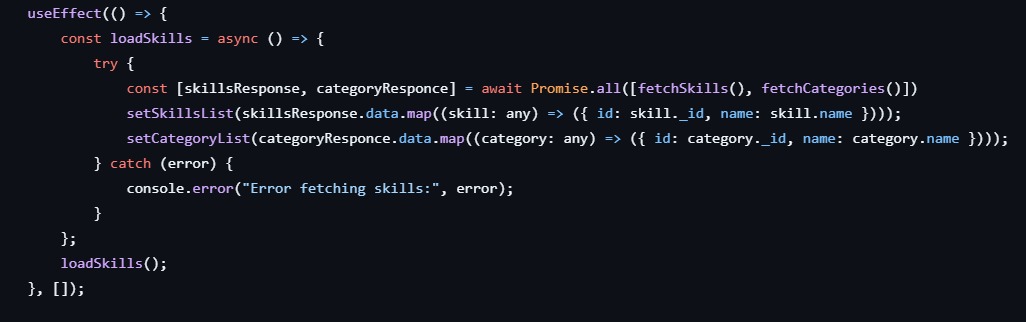 useEffect(() => {
    const loadSkills = async () => {
        try {
            const [skillsResponse, categoryResponce] = await Promise.all([fetchSkills(), fetchCategories()])
            setSkillsList(skillsResponse.data.map((skill: any) => ({ id: skill._id, name: skill.name })));
            setCategoryList(categoryResponce.data.map((category: any) => ({ id: category._id, name: category.name })));
        } catch (error) {
            console.error("Error fetching skills:", error);
        }
    };
    loadSkills();
}, []);